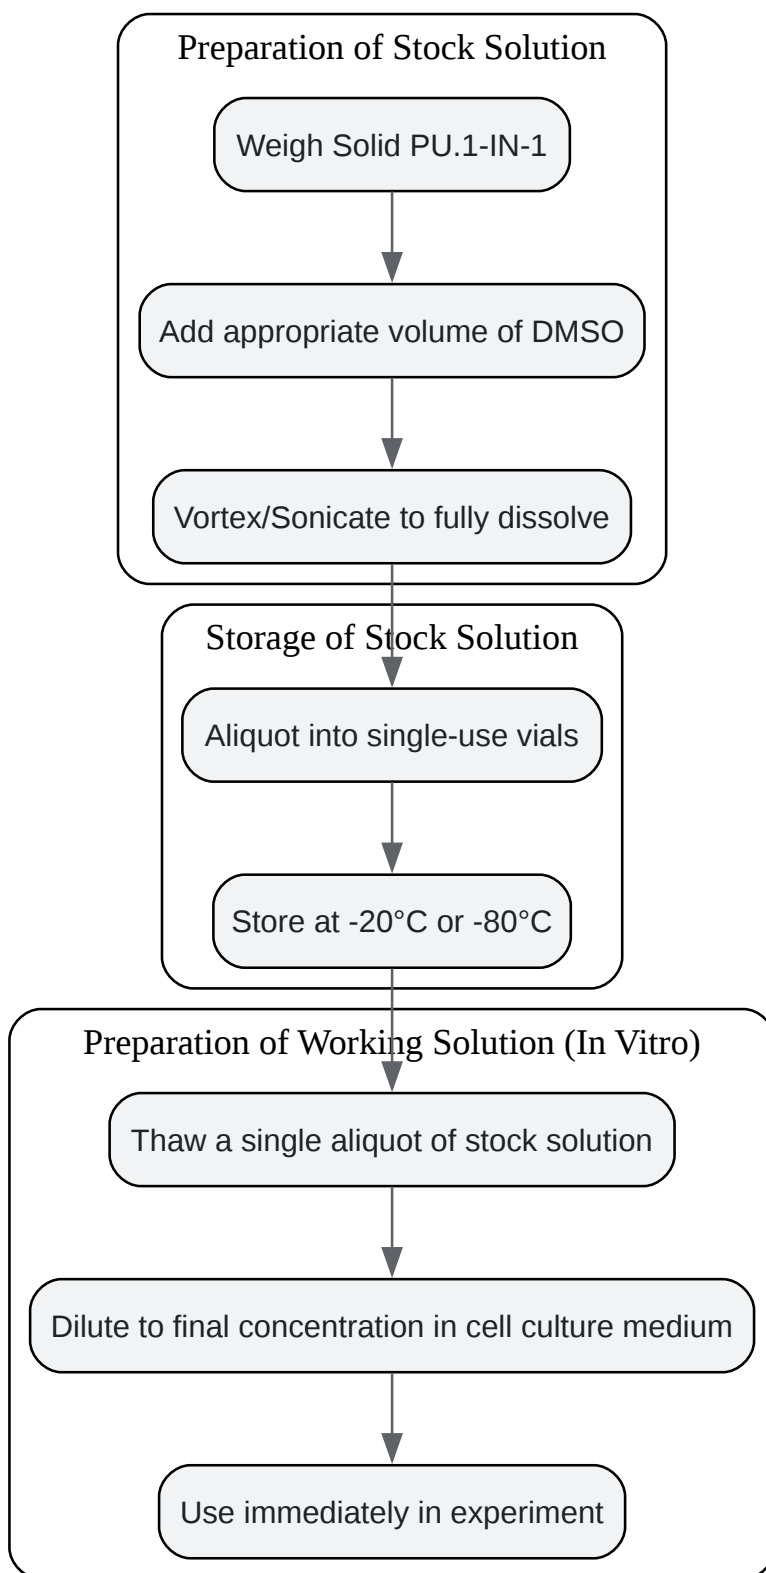 Preparation of Stock Solution
Weigh Solid PU.1-IN-1
Add appropriate volume of DMSO
Vortex/Sonicate to fully dissolve
Storage of Stock Solution
Aliquot into single-use vials
Store at -20°C or -80°C
Preparation of Working Solution (In Vitro)
Thaw a single aliquot of stock solution
Dilute to final concentration in cell culture medium
Use immediately in experiment